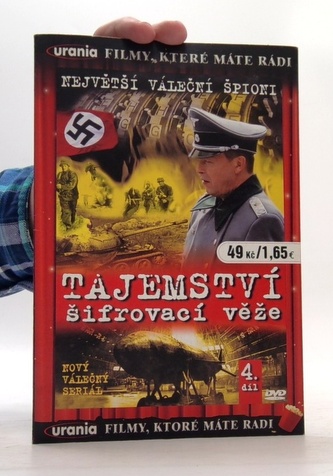 urania FILMY, KTERÉ MÁTE RÁDI
NEJVĚTŠÍ VÁLEČNÍ ŠPIONI
49 Kč/1,65 €
TAJEMSTVÍ
šifrovací věže
NOVÝ
VÁLEČNÝ
SERIÁL
4.
díl
DVD
urania FILMY, KTORÉ MÁTE RADI